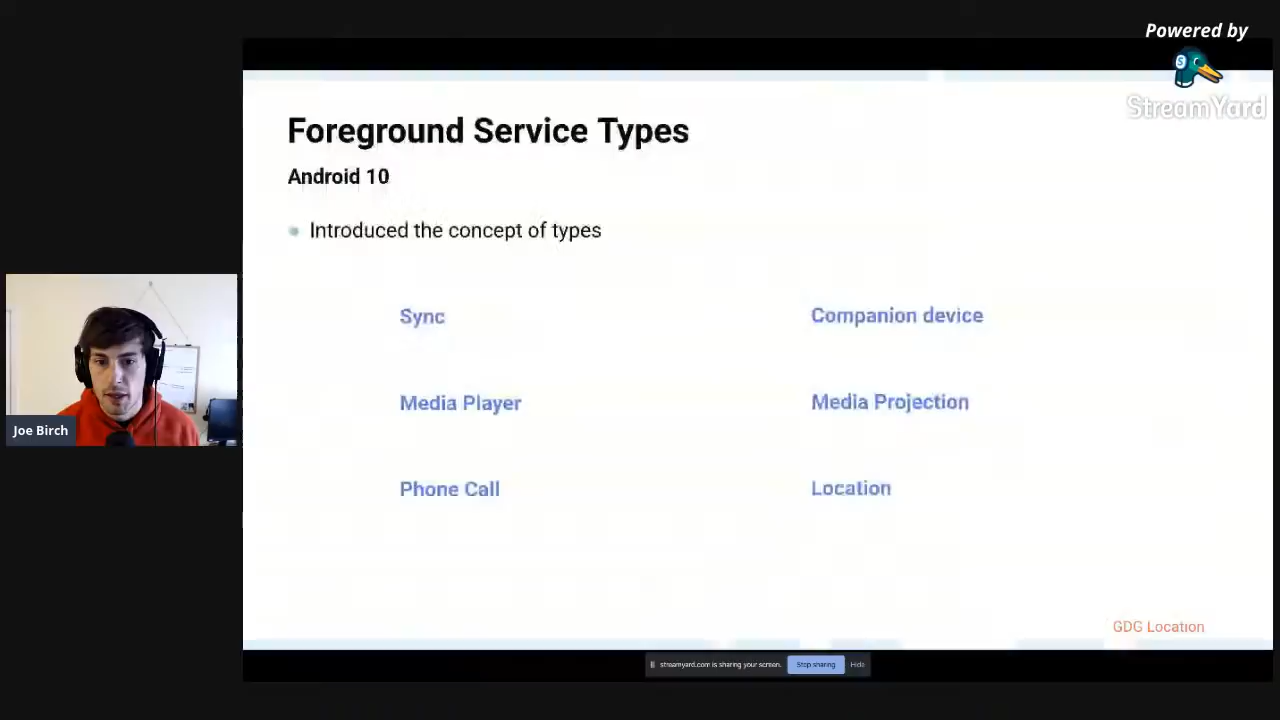 Powered by
StreamYard
Foreground Service Types
Android 10
Introduced the concept of types
Sync
Companion device
Media Player
Media Projection
Phone Call
Location
Joe Birch
GDG Location
streamyard.com is sharing your screen.
Stop sharing
Hide